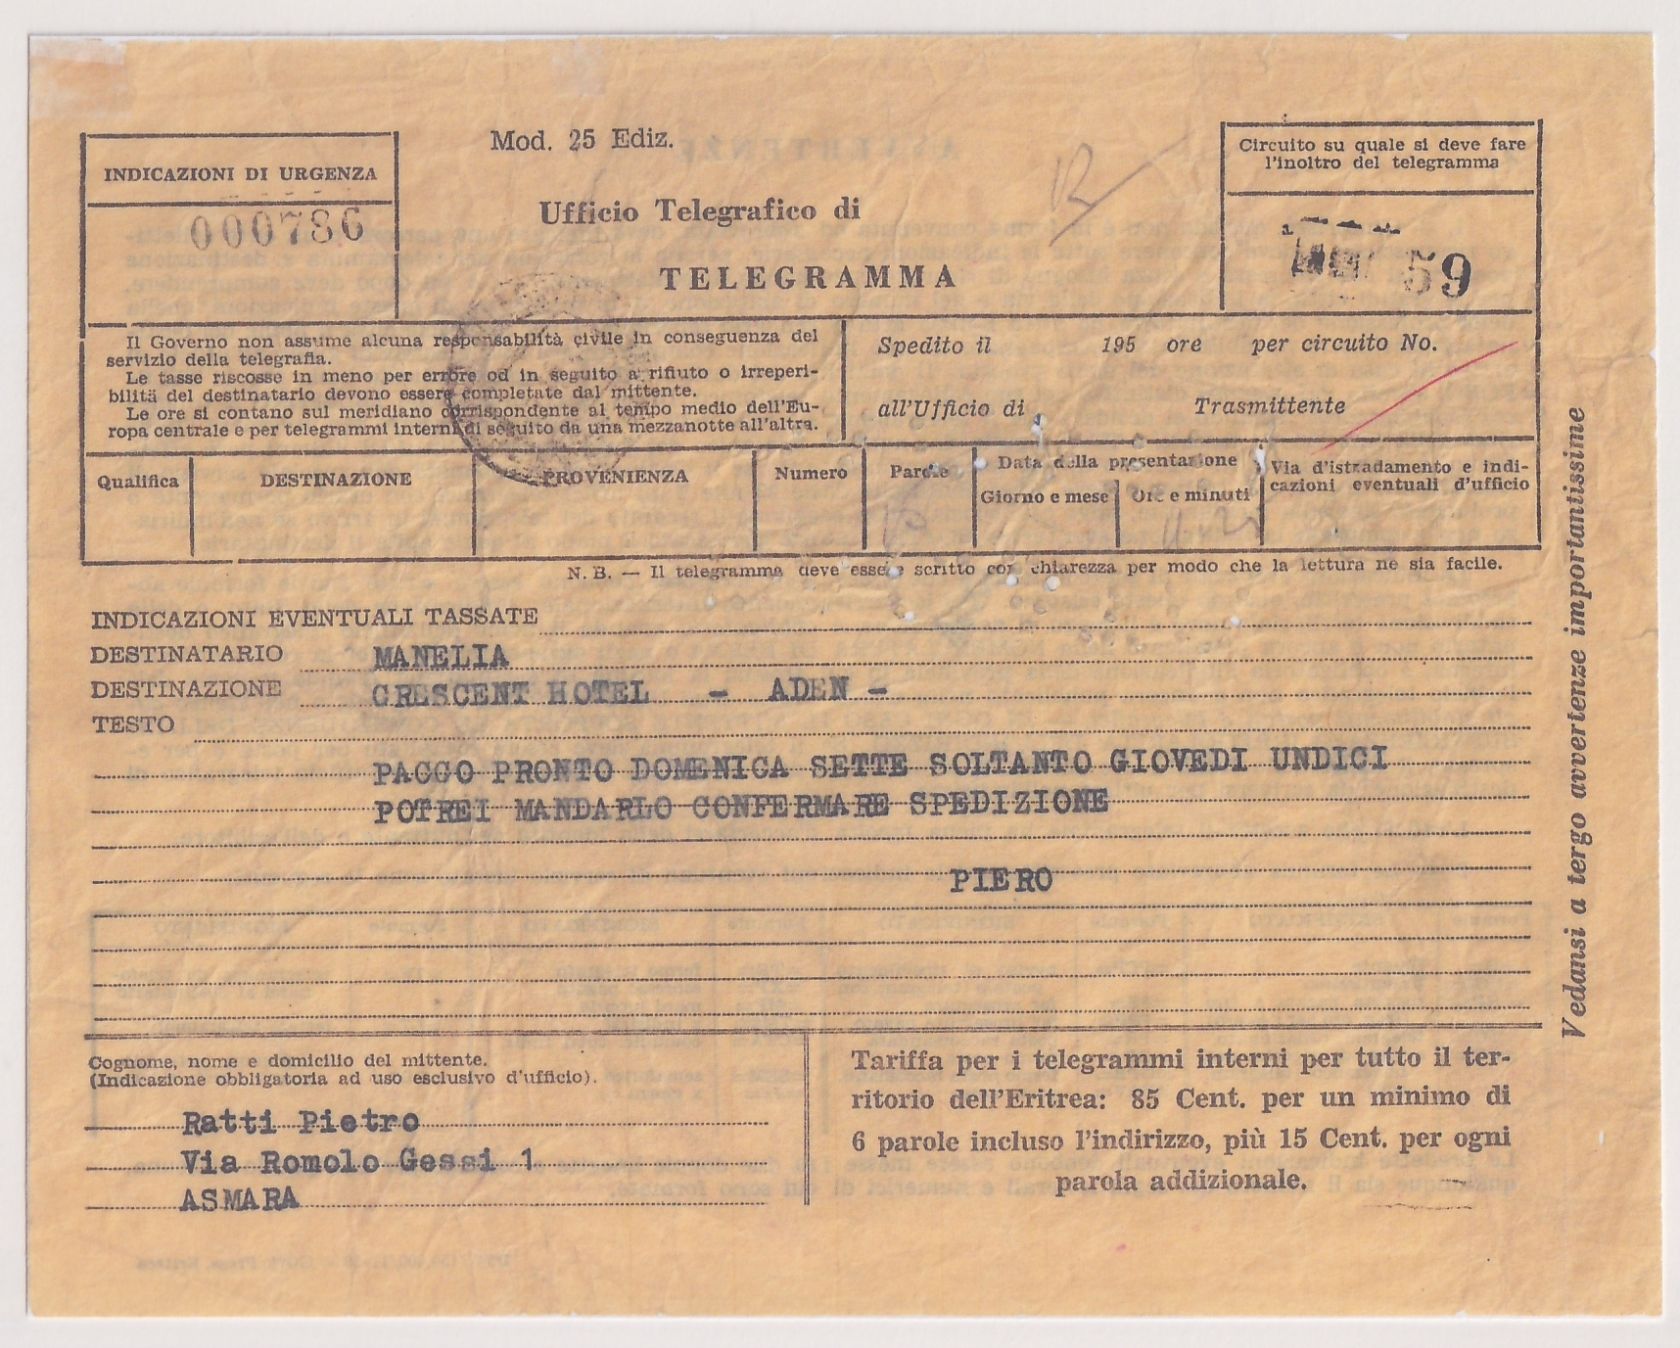 Mod. 25 Ediz.
INDICAZIONI DI URGENZA
000786
Ufficio Telegrafico di
TELEGRAMMA
Circuito su quale si deve fare
l'inoltro del telegramma
59
Il Governo non assume alcuna responsabilità civile in conseguenza del
servizio della telegrafia.
Le tasse riscosse in meno per errore od in seguito a rifiuto o irreperi-
bilità del destinatario devono essere completate dal mittente.
Le ore si contano sul meridiano corrispondente al tempo medio dell'Eu-
ropa centrale e per telegrammi interni di seguito da una mezzanotte all'altra.
Spedito il 195 ore per circuito No.
all'Ufficio di Trasmittente
Qualifica DESTINAZIONE PROVENIENZA Numero Parole Data della presentazione Giorno e mese Ore e minuti
Via d'istradamento e indi-
cazioni eventuali d'ufficio
N. B. — Il telegramma deve essere scritto con chiarezza per modo che la lettura ne sia facile.
INDICAZIONI EVENTUALI TASSATE
DESTINATARIO MANELIA
DESTINAZIONE CRESCENT HOTEL - ADEN -
TESTO
PACCO PRONTO DOMENICA SETTE SOLTANTO GIOVEDI UNDICI
POTREI MANDARLO CONFERMARE SPEDIZIONE
PIERO
Vedansi a tergo avvertenze importantissime
Cognome, nome e domicilio del mittente.
(Indicazione obbligatoria ad uso esclusivo d'ufficio).
Ratti Pietro
Via Romolo Gessi 1
ASMARA
Tariffa per i telegrammi interni per tutto il ter-
ritorio dell'Eritrea: 85 Cent. per un minimo di
6 parole incluso l'indirizzo, più 15 Cent. per ogni
parola addizionale.